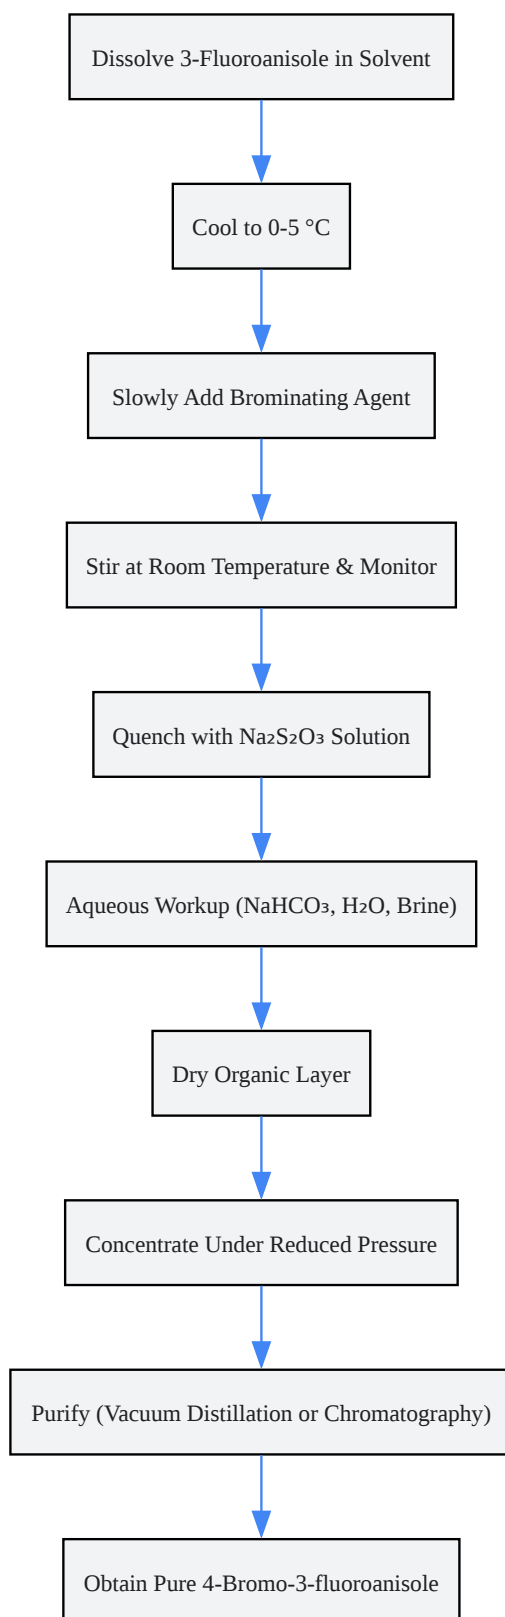 Dissolve 3-Fluoroanisole in Solvent
Cool to 0-5 °C
Slowly Add Brominating Agent
Stir at Room Temperature & Monitor
Quench with Na₂S₂O₃ Solution
Aqueous Workup (NaHCO₃, H₂O, Brine)
Dry Organic Layer
Concentrate Under Reduced Pressure
Purify (Vacuum Distillation or Chromatography)
Obtain Pure 4-Bromo-3-fluoroanisole